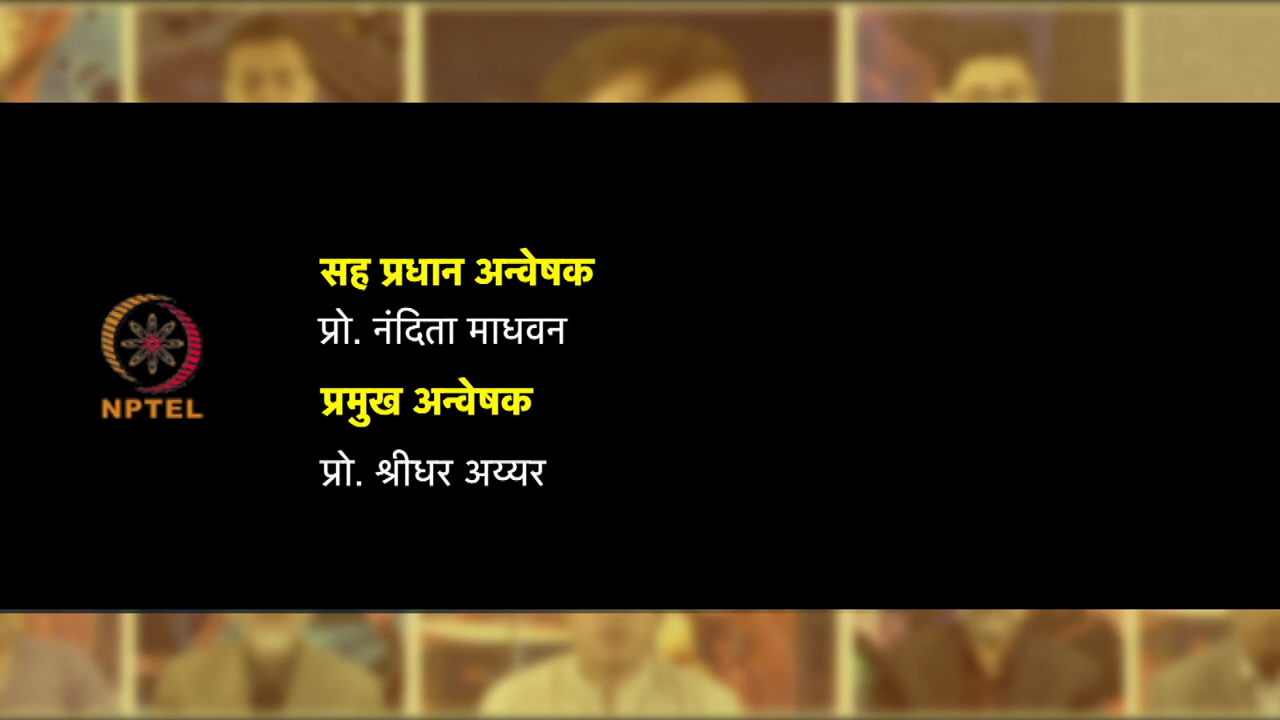 सह प्रधान अन्वेषक
प्रो. नंदिता माधवन
प्रमुख अन्वेषक
प्रो. श्रीधर अय्यर
NPTEL